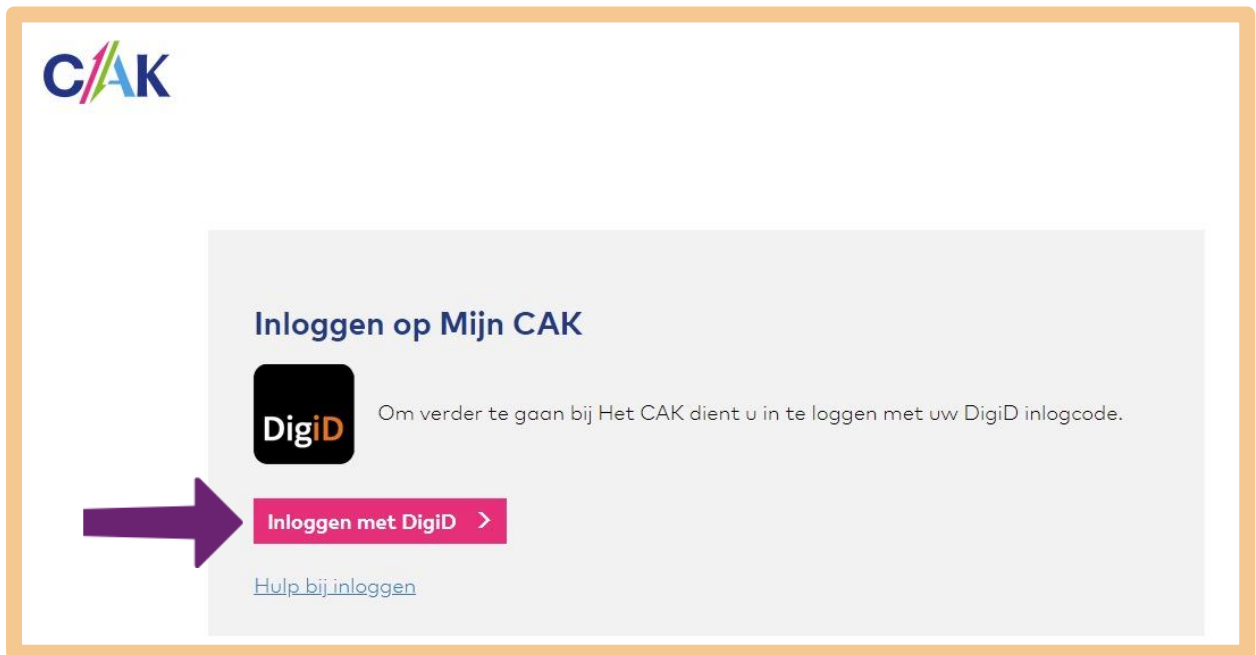 CAK
Inloggen op Mijn CAK
DigiD
Om verder te gaan bij Het CAK dient u in te loggen met uw DigiD inlogcode.
Inloggen met DigiD >
Hulp bij inloggen